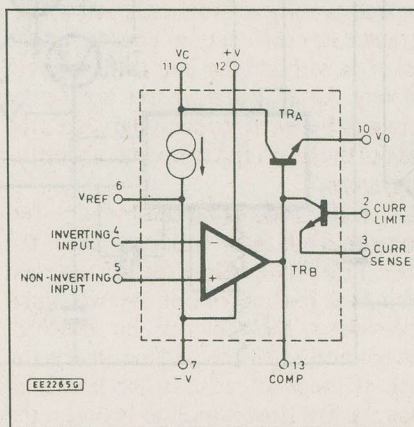 VC
+V
11
12
TRA
10
VO
6
VREF
2
CURR
LIMIT
INVERTING
INPUT
4
−
3
CURR
SENSE
NON-INVERTING
INPUT
5
+
TRB
7
−V
13
COMP
EE2265G